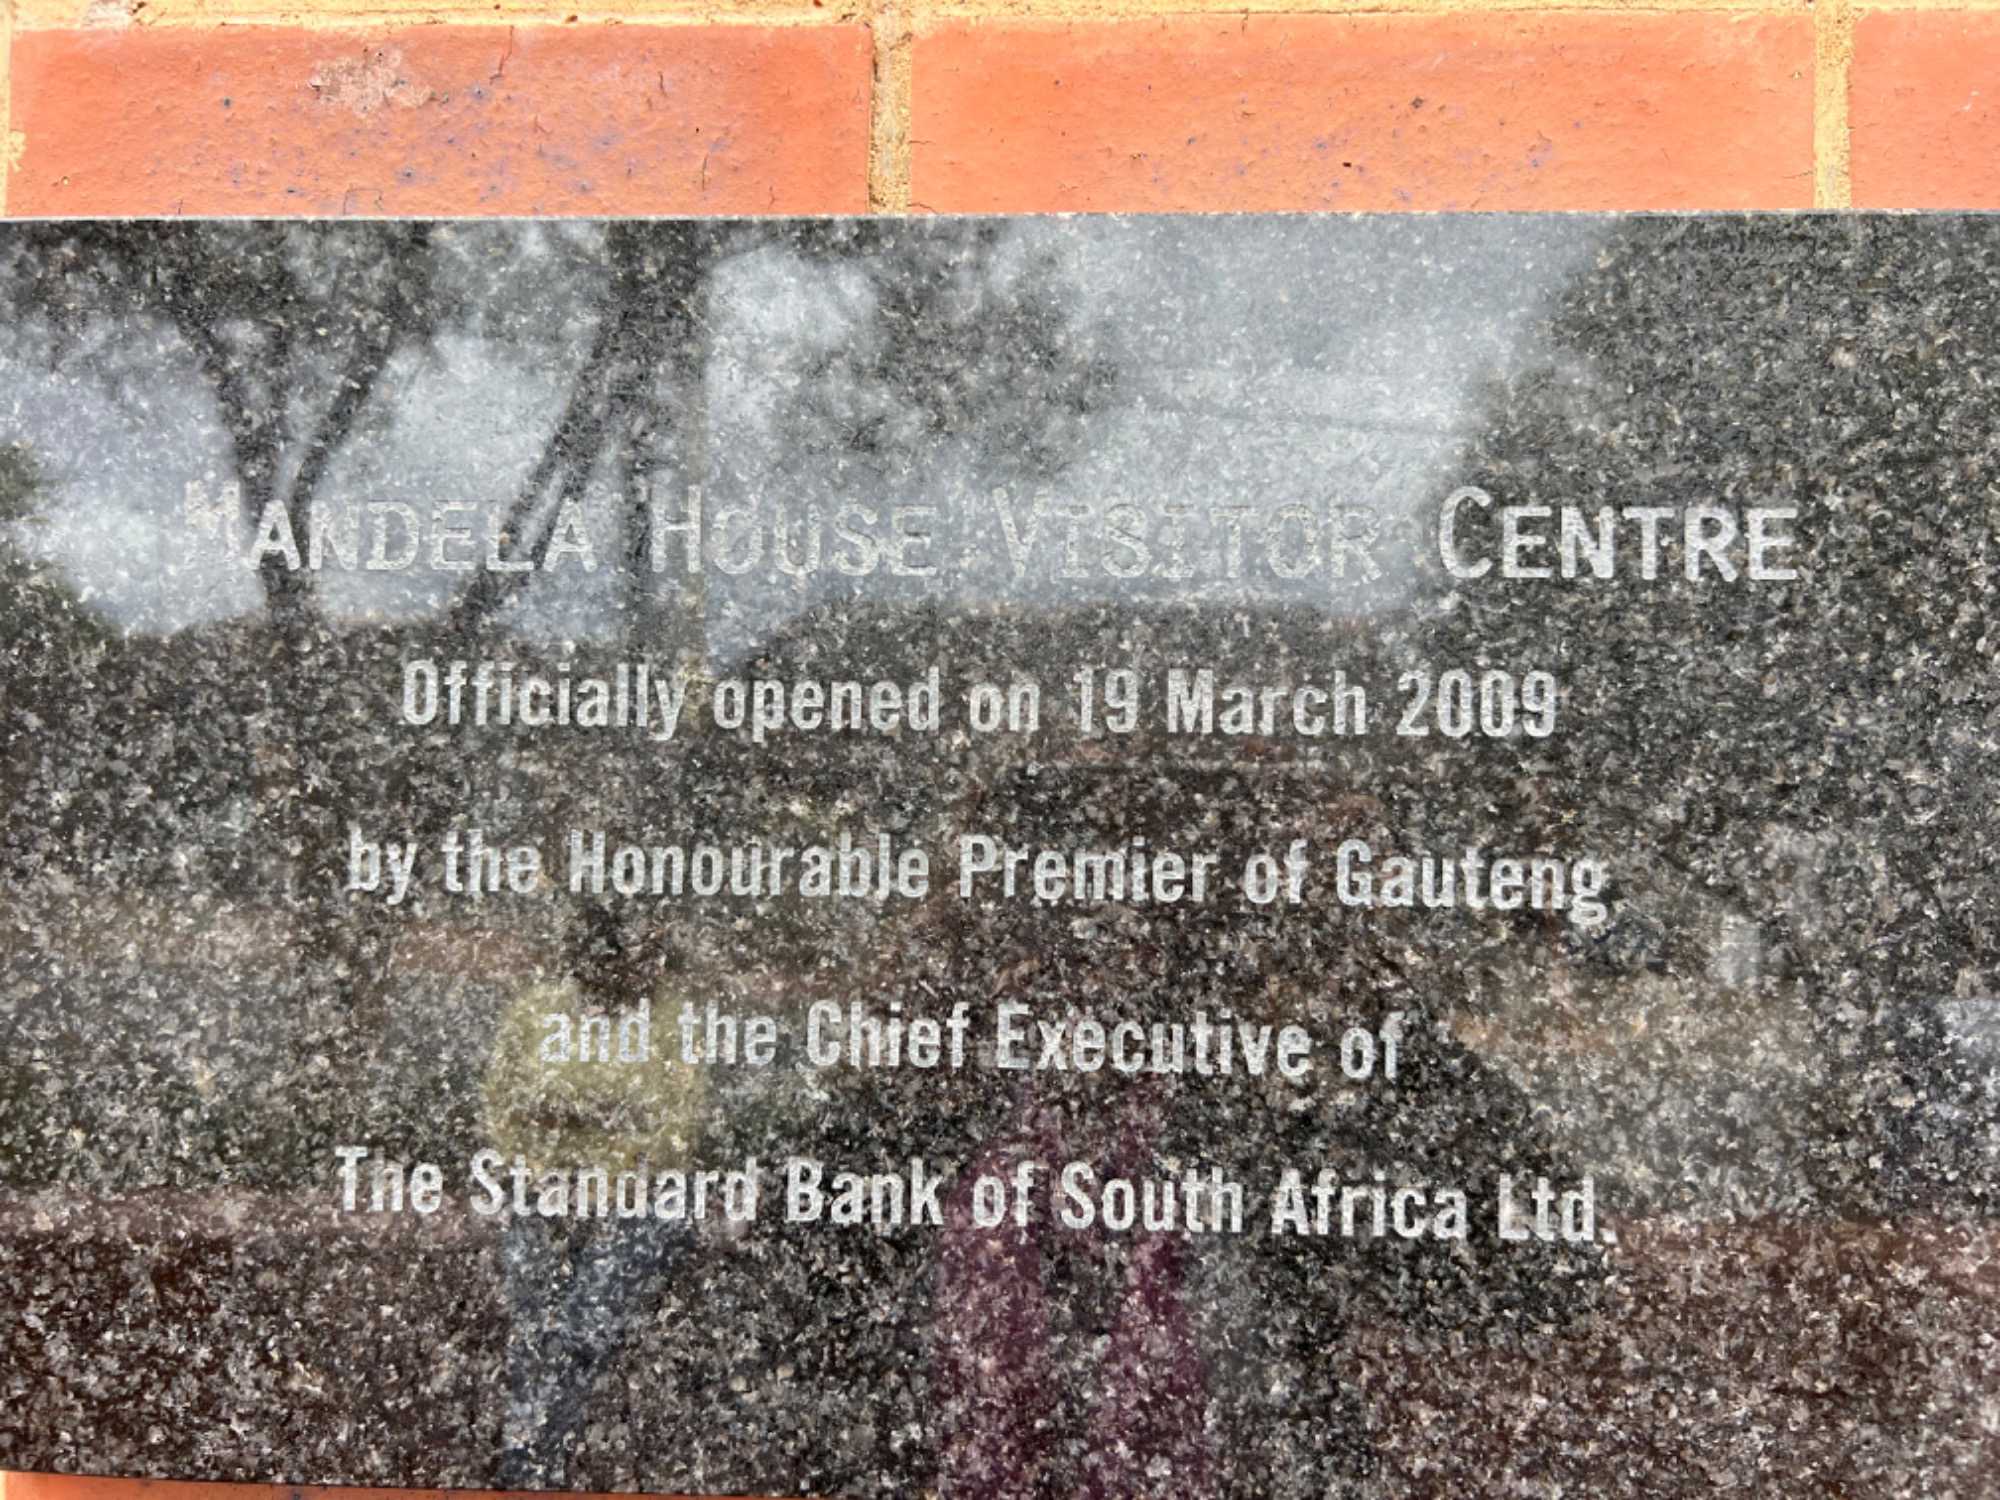 MANDELA HOUSE VISITOR CENTRE
Officially opened on 19 March 2009
by the Honourable Premier of Gauteng
and the Chief Executive of
The Standard Bank of South Africa Ltd.